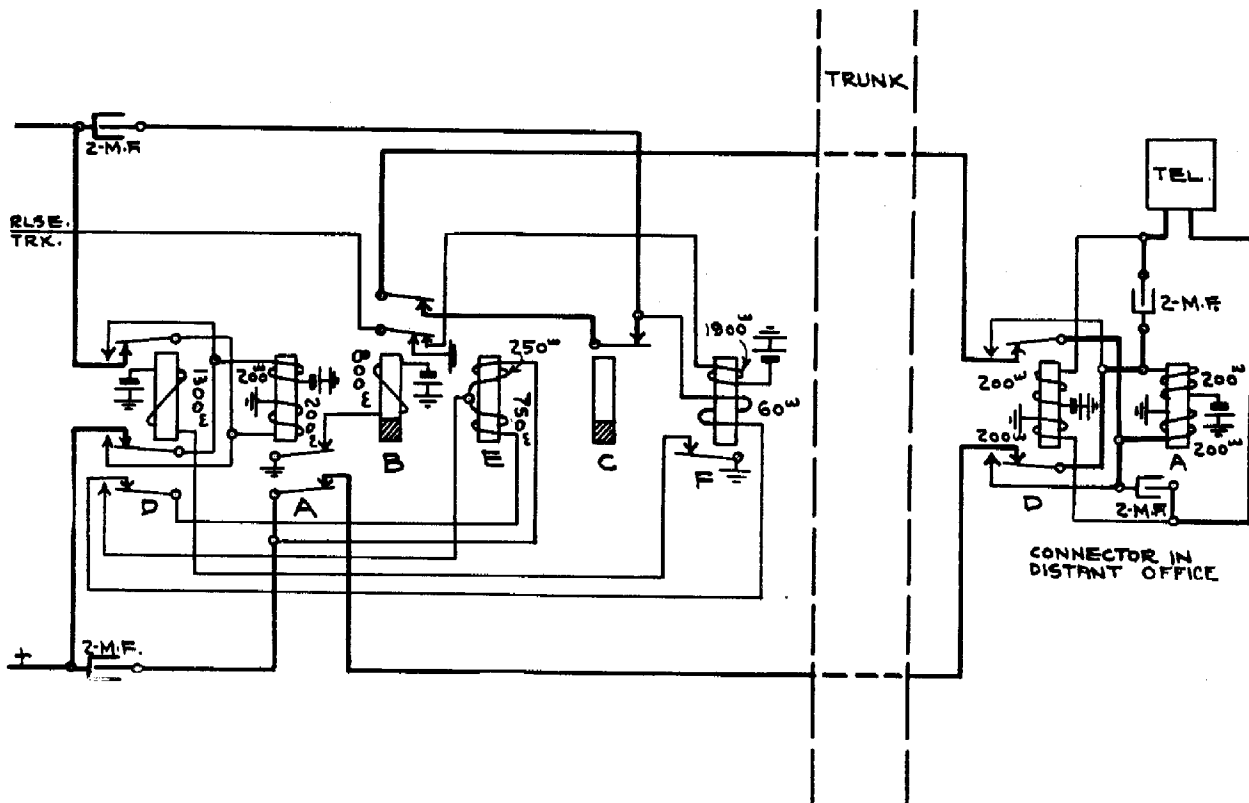 TRUNK
2-M.F.
TEL.
RLSE.
TRK.
2-M.F.
1800ω
250ω
1300ω
200ω
200ω
800ω
750ω
60ω
200ω
200ω
200ω
200ω
B
E
C
F
D
A
D
A
2-M.F.
CONNECTOR IN
DISTANT OFFICE
+
2-M.F.